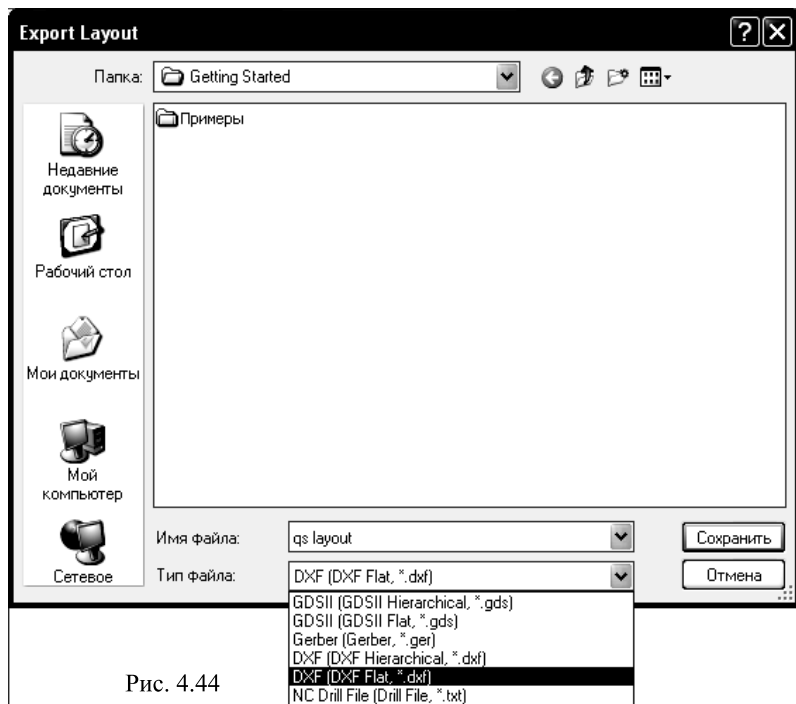 Export Layout
Папка: Getting Started
Примеры
Недавние
документы
Рабочий стол
Мои документы
Мой
компьютер
Сетевое
Имя файла: qs layout Сохранить
Тип файла: DXF (DXF Flat, *.dxf) Отмена
GDSII (GDSII Hierarchical, *.gds)
GDSII (GDSII Flat, *.gds)
Gerber (Gerber, *.ger)
DXF (DXF Hierarchical, *.dxf)
DXF (DXF Flat, *.dxf)
NC Drill File (Drill File, *.txt)
Рис. 4.44